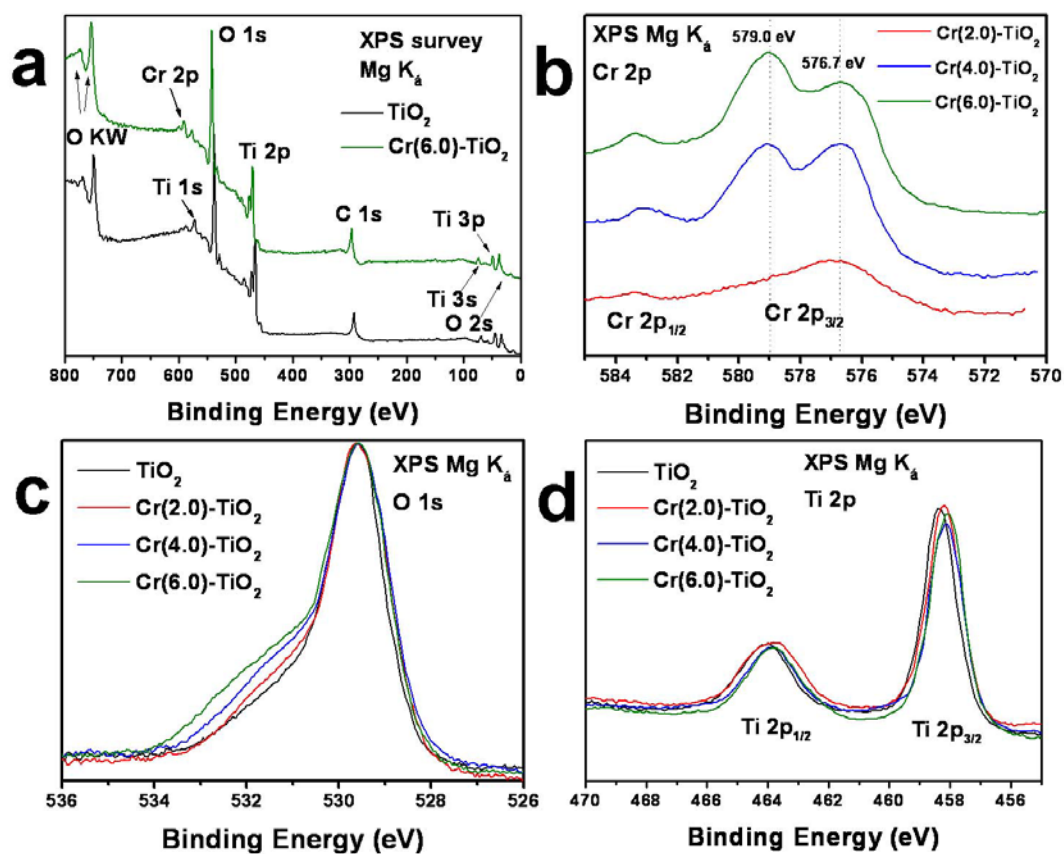 a
O 1s
XPS survey
Mg Ká
TiO2
Cr(6.0)-TiO2
Cr 2p
O KW
Ti 2p
Ti 1s
C 1s
Ti 3p
Ti 3s
O 2s
800 700 600 500 400 300 200 100 0
Binding Energy (eV)
b
XPS Mg Ká
Cr 2p
579.0 eV
576.7 eV
Cr(2.0)-TiO2
Cr(4.0)-TiO2
Cr(6.0)-TiO2
Cr 2p1/2
Cr 2p3/2
584 582 580 578 576 574 572 570
Binding Energy (eV)
c
TiO2
Cr(2.0)-TiO2
Cr(4.0)-TiO2
Cr(6.0)-TiO2
XPS Mg Ká
O 1s
536 534 532 530 528 526
Binding Energy (eV)
d
TiO2
Cr(2.0)-TiO2
Cr(4.0)-TiO2
Cr(6.0)-TiO2
XPS Mg Ká
Ti 2p
Ti 2p1/2
Ti 2p3/2
470 468 466 464 462 460 458 456
Binding Energy (eV)